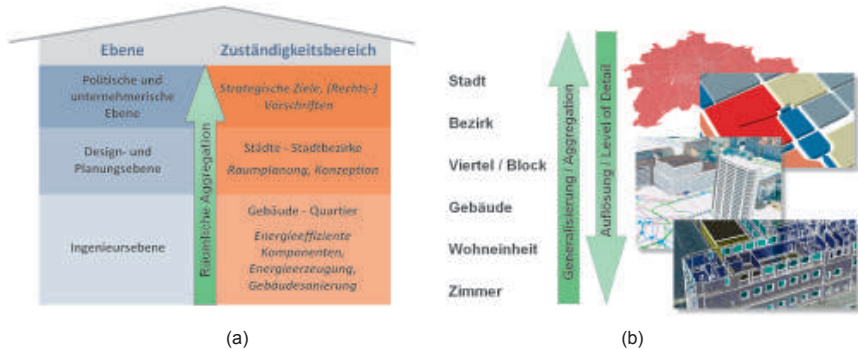 Ebene
Zuständigkeitsbereich
Politische und
unternehmerische
Ebene
Strategische Ziele, (Rechts-)
Vorschriften
Design- und
Planungsebene
Städte - Stadtbezirke
Raumplanung, Konzeption
Ingenieursebene
Gebäude - Quartier
Energieeffiziente
Komponenten,
Energieerzeugung,
Gebäudesanierung
Räumliche Aggregation
(a)
Stadt
Bezirk
Viertel / Block
Gebäude
Wohneinheit
Zimmer
Generalisierung / Aggregation
Auflösung / Level of Detail
(b)